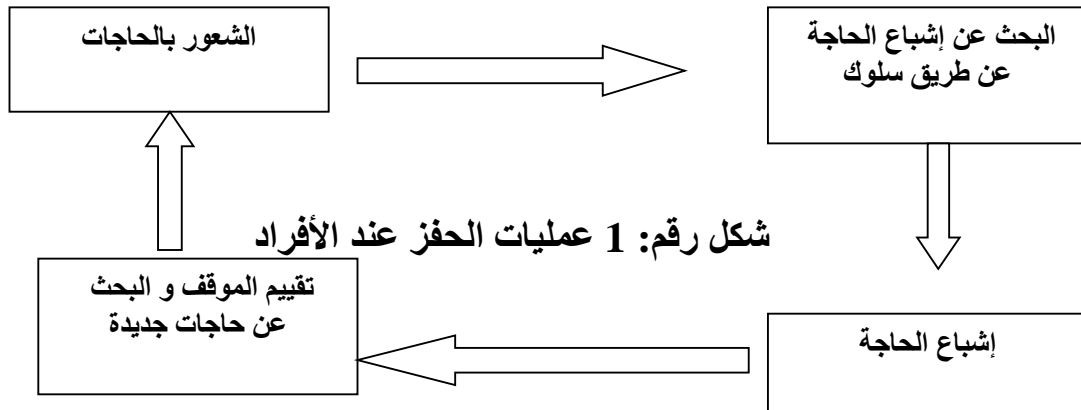 الشعور بالحاجات
البحث عن إشباع الحاجة
عن طريق سلوك
شكل رقم: 1 عمليات الحفز عند الأفراد
تقييم الموقف و البحث
عن حاجات جديدة
إشباع الحاجة